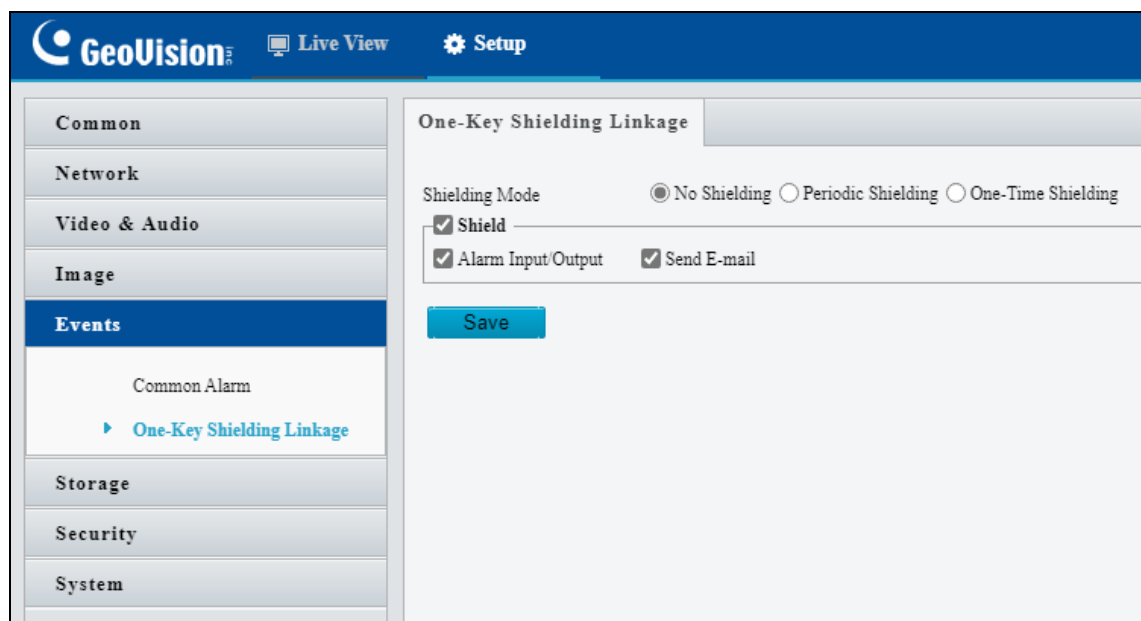 GeoVision INC Live View Setup
Common
Network
Video & Audio
Image
Events
Common Alarm
One-Key Shielding Linkage
Storage
Security
System
One-Key Shielding Linkage
Shielding Mode No Shielding Periodic Shielding One-Time Shielding
Shield
Alarm Input/Output Send E-mail
Save